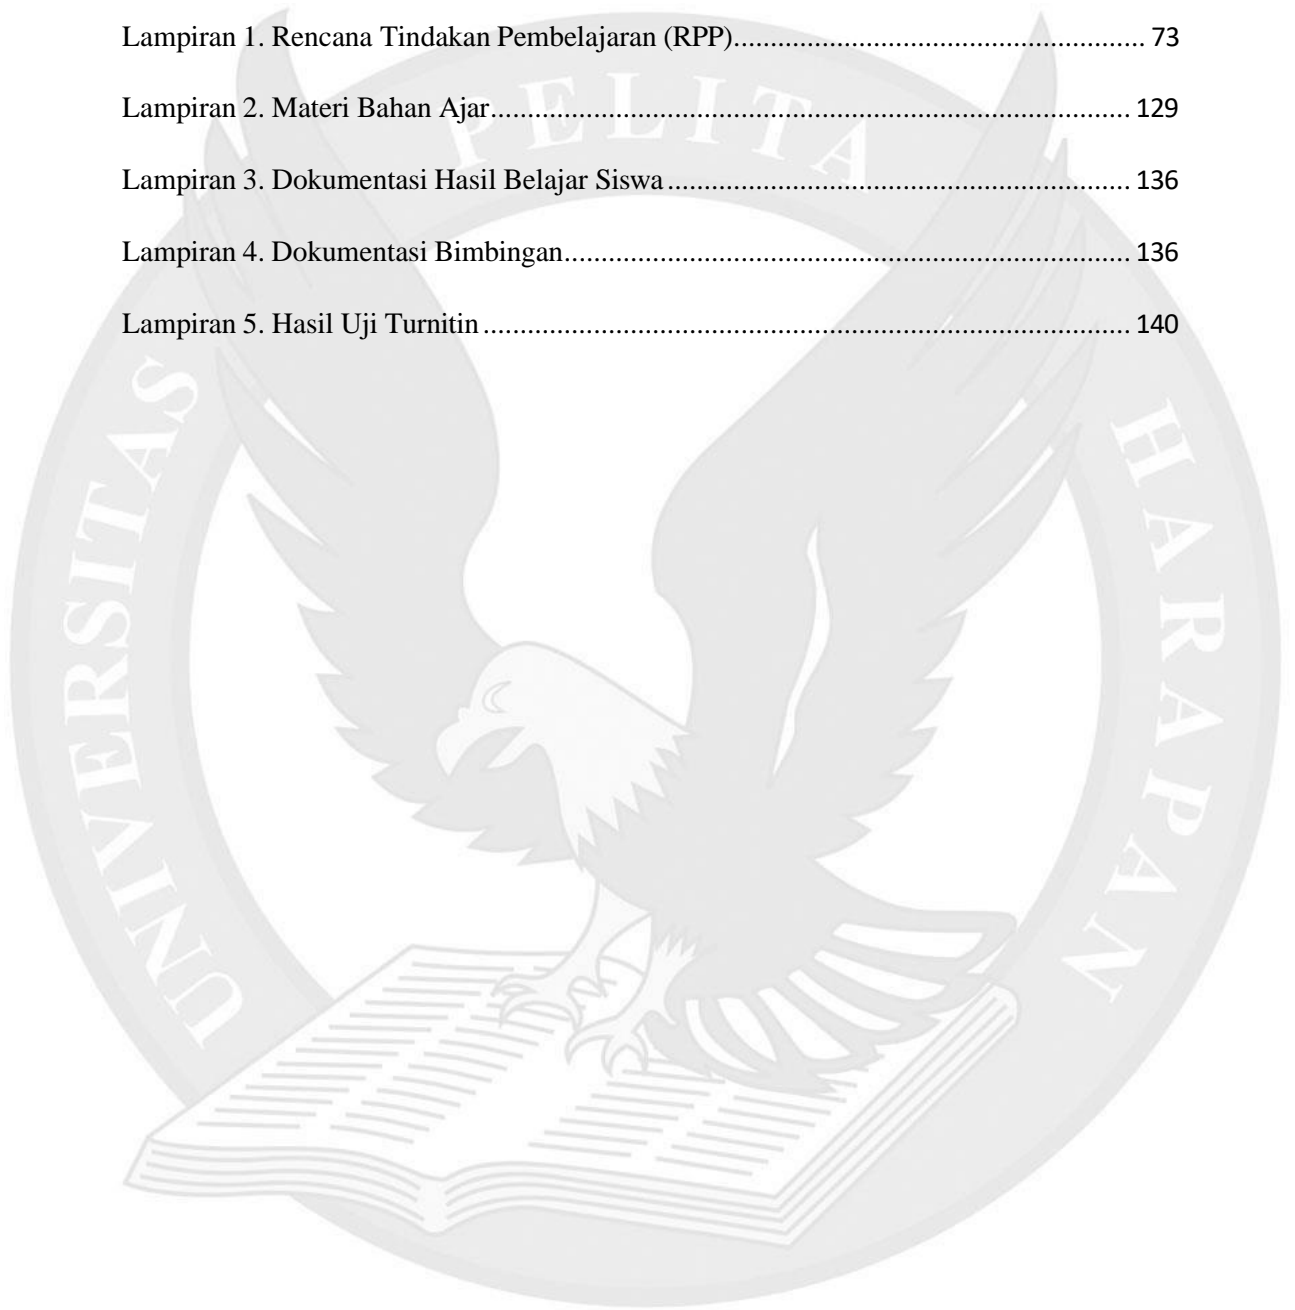 Lampiran 1. Rencana Tindakan Pembelajaran (RPP)............................................................ 73
Lampiran 2. Materi Bahan Ajar.................................................................................................. 129
Lampiran 3. Dokumentasi Hasil Belajar Siswa...................................................................... 136
Lampiran 4. Dokumentasi Bimbingan...................................................................................... 136
Lampiran 5. Hasil Uji Turnitin................................................................................................... 140
UNIVERSITAS PELITA HARAPAN